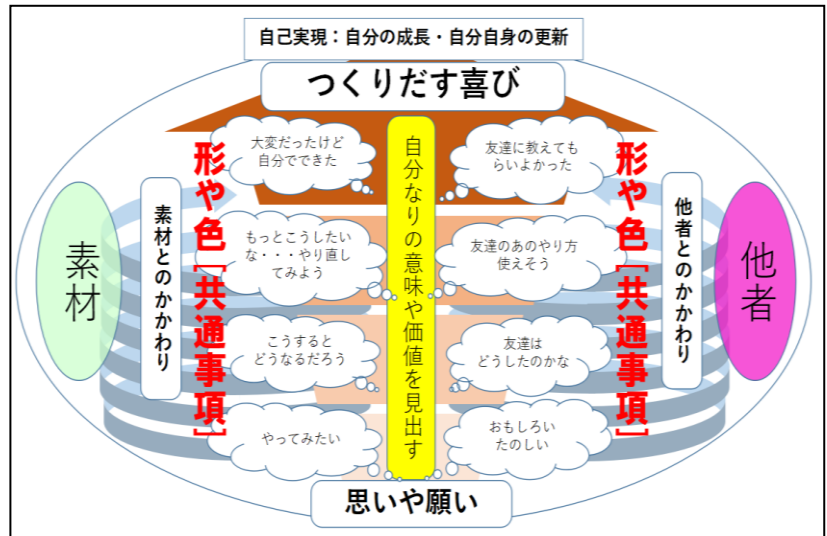 自己実現：自分の成長・自分自身の更新
つくりだす喜び
大変だったけど
自分でできた
友達に教えても
らいよかった
もっとこうしたい
な・・・やり直し
てみよう
友達のあのやり方
使えそう
こうすると
どうなるだろう
友達は
どうしたのかな
やってみたい
おもしろい
たのしい
素材
素材とのかかわり
形や色［共通事項］
自分なりの意味や価値を見出す
形や色［共通事項］
他者とのかかわり
他者
思いや願い